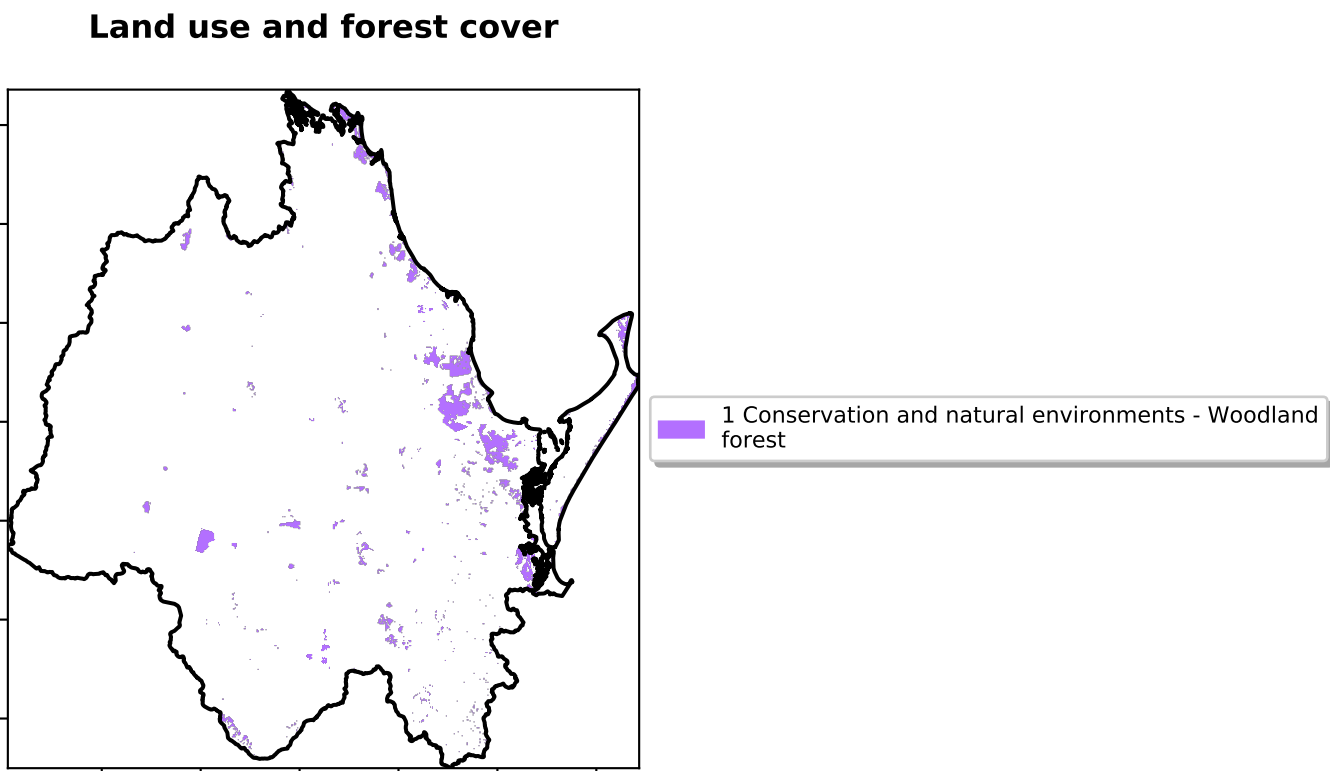 Land use and forest cover
1 Conservation and natural environments - Woodland
forest